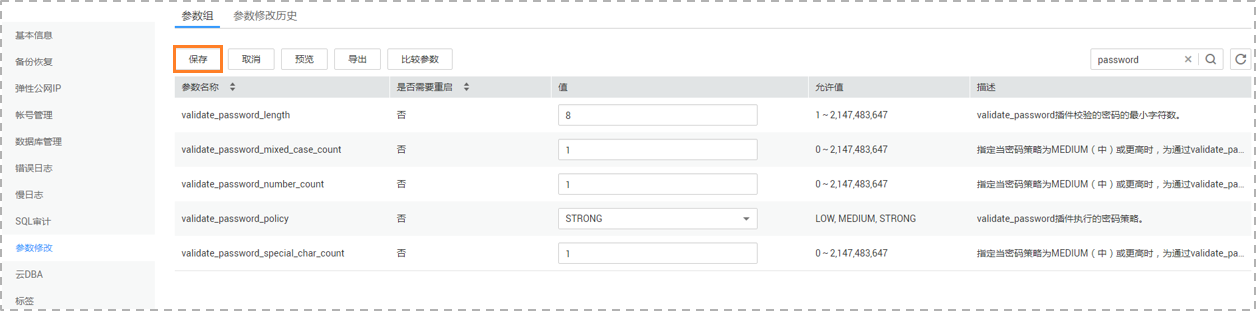 参数组 参数修改历史
基本信息
备份恢复
弹性公网IP
帐号管理
数据库管理
错误日志
慢日志
SQL审计
参数修改
云DBA
标签
保存 取消 预览 导出 比较参数 password
参数名称 是否需要重启 值 允许值 描述
validate_password_length 否 8 1 ~ 2,147,483,647 validate_password插件校验的密码的最小字符数。
validate_password_mixed_case_count 否 1 0 ~ 2,147,483,647 指定当密码策略为MEDIUM（中）或更高时，为通过validate_pa...
validate_password_number_count 否 1 0 ~ 2,147,483,647 指定当密码策略为MEDIUM（中）或更高时，为通过validate_pa...
validate_password_policy 否 STRONG LOW, MEDIUM, STRONG validate_password插件执行的密码策略。
validate_password_special_char_count 否 1 0 ~ 2,147,483,647 指定当密码策略为MEDIUM（中）或更高时，为通过validate_pa...